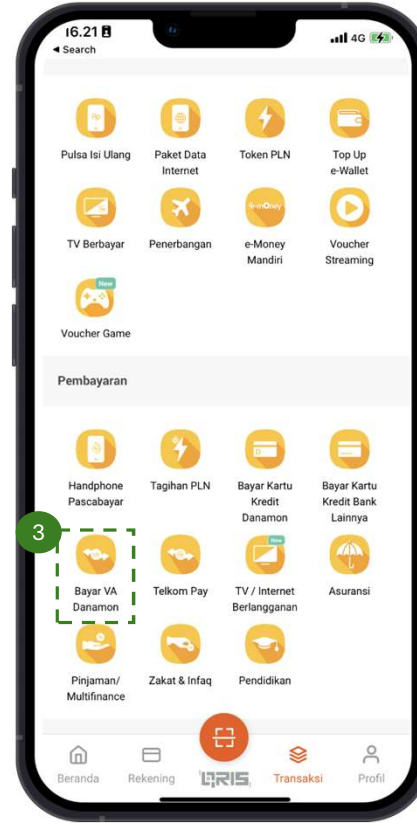 16.21
4G
◄ Search
Pulsa Isi Ulang
Paket Data
Internet
Token PLN
Top Up
e-Wallet
e-mOney
TV Berbayar
Penerbangan
e-Money
Mandiri
Voucher
Streaming
New
Voucher Game
Pembayaran
Handphone
Pascabayar
Tagihan PLN
Bayar Kartu
Kredit
Danamon
Bayar Kartu
Kredit Bank
Lainnya
3
New
Bayar VA
Danamon
Telkom Pay
TV / Internet
Berlangganan
Asuransi
Pinjaman/
Multifinance
Zakat & Infaq
Pendidikan
Beranda
Rekening
QRIS
Transaksi
Profil